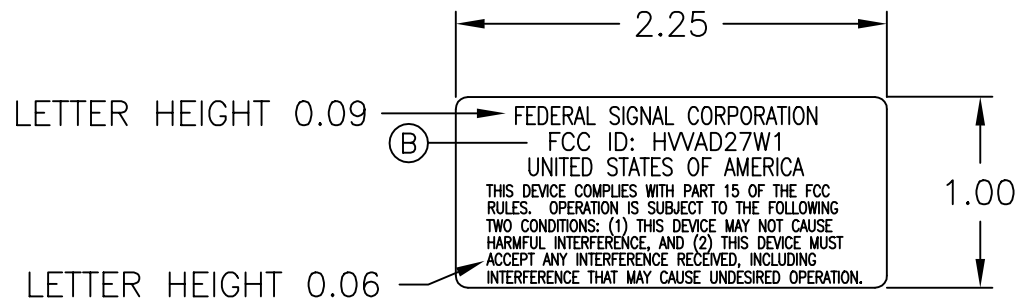 2.25
LETTER HEIGHT 0.09
FEDERAL SIGNAL CORPORATION
B
FCC ID: HVVAD27W1
UNITED STATES OF AMERICA
THIS DEVICE COMPLIES WITH PART 15 OF THE FCC
RULES. OPERATION IS SUBJECT TO THE FOLLOWING
TWO CONDITIONS: (1) THIS DEVICE MAY NOT CAUSE
HARMFUL INTERFERENCE, AND (2) THIS DEVICE MUST
ACCEPT ANY INTERFERENCE RECEIVED, INCLUDING
INTERFERENCE THAT MAY CAUSE UNDESIRED OPERATION.
1.00
LETTER HEIGHT 0.06